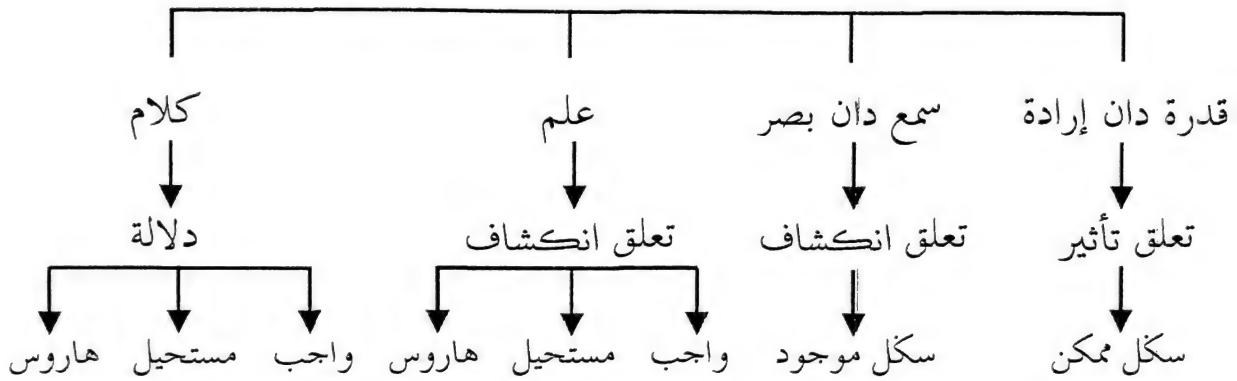 قدرة دان إرادة سمع دان بصر علم كلام
تعلق تأثير تعلق انكشاف تعلق انكشاف دلالة
سكل ممكن سكل موجود واجب مستحيل هاروس واجب مستحيل هاروس